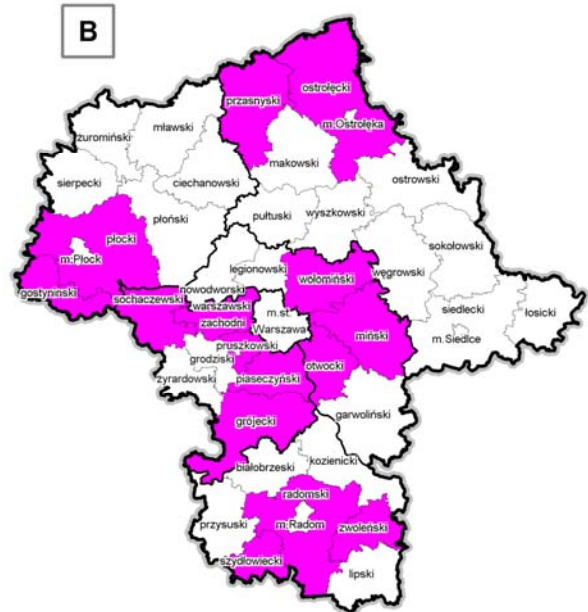 B
ostrołęcki
przasnyski
m.Ostrołęka
mławski
żuromiński
makowski
sierpecki
ciechanowski
ostrowski
płoński
pułtuski
wyszkowski
płocki
sokołowski
m.Płock
legionowski
wołomiński
węgrowski
gostyniński
nowodworski
sochaczewski
warszawski
zachodni
m.st.
Warszawa
siedlecki
łosicki
miński
m.Siedlce
pruszkowski
grodziski
otwocki
żyrardowski
piaseczyński
garwoliński
grójecki
białobrzeski
kozienicki
radomski
przysuski
m.Radom
zwoleński
szydłowiecki
lipski